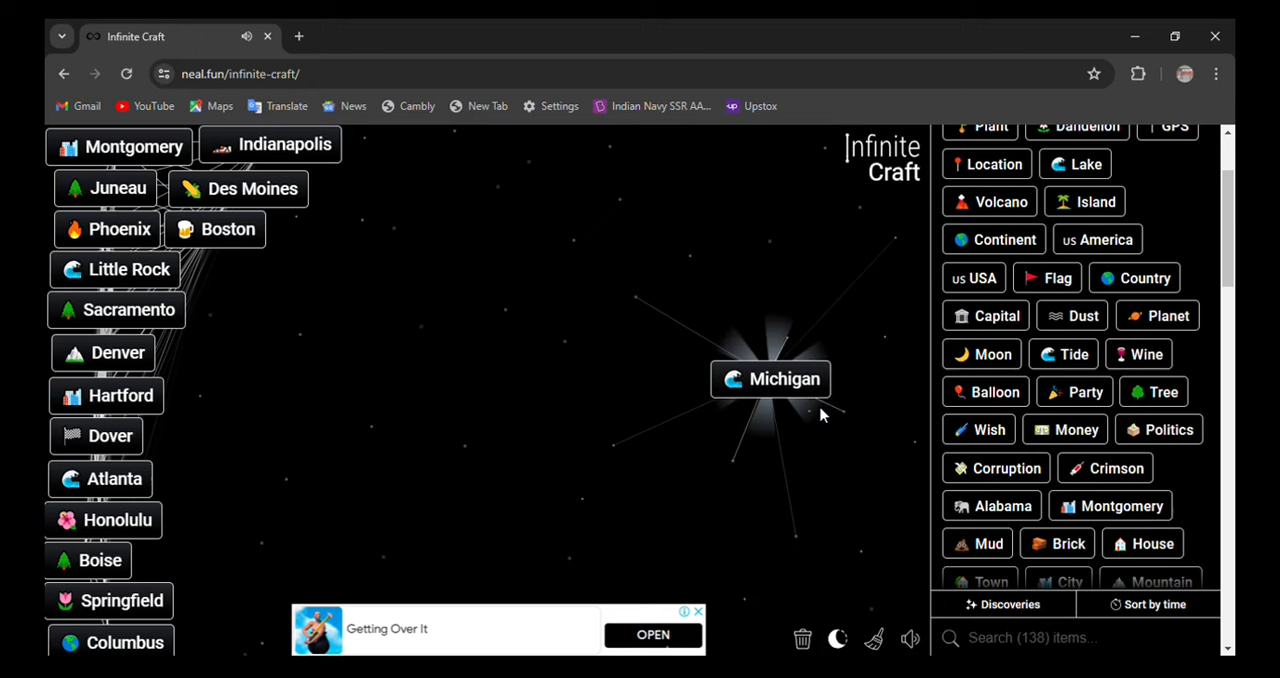 Infinite Craft
neal.fun/infinite-craft/
Gmail YouTube Maps Translate News Cambly New Tab Settings Indian Navy SSR AA... Upstox
Montgomery Indianapolis
Juneau Des Moines
Phoenix Boston
Little Rock
Sacramento
Denver
Hartford
Dover
Atlanta
Honolulu
Boise
Springfield
Columbus
Michigan
Infinite
Craft
Plant Dandelion GPS
Location Lake
Volcano Island
Continent US America
US USA Flag Country
Capital Dust Planet
Moon Tide Wine
Balloon Party Tree
Wish Money Politics
Corruption Crimson
Alabama Montgomery
Mud Brick House
Town City Mountain
Discoveries Sort by time
Search (138) items...
Getting Over It
OPEN